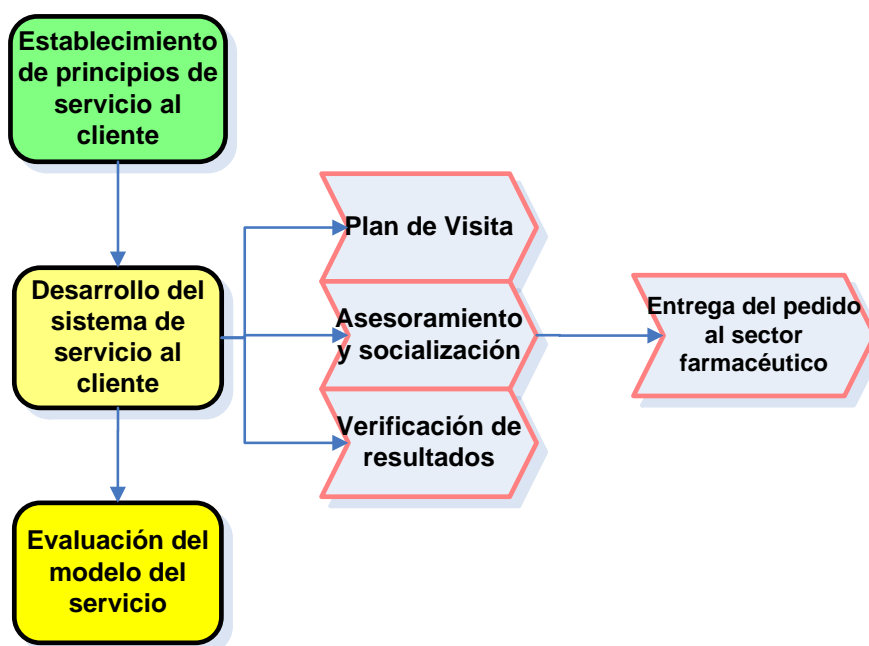 Establecimiento
de principios de
servicio al
cliente
Plan de Visita
Desarrollo del
sistema de
servicio al
cliente
Asesoramiento
y socialización
Entrega del pedido
al sector
farmacéutico
Verificación de
resultados
Evaluación del
modelo del
servicio